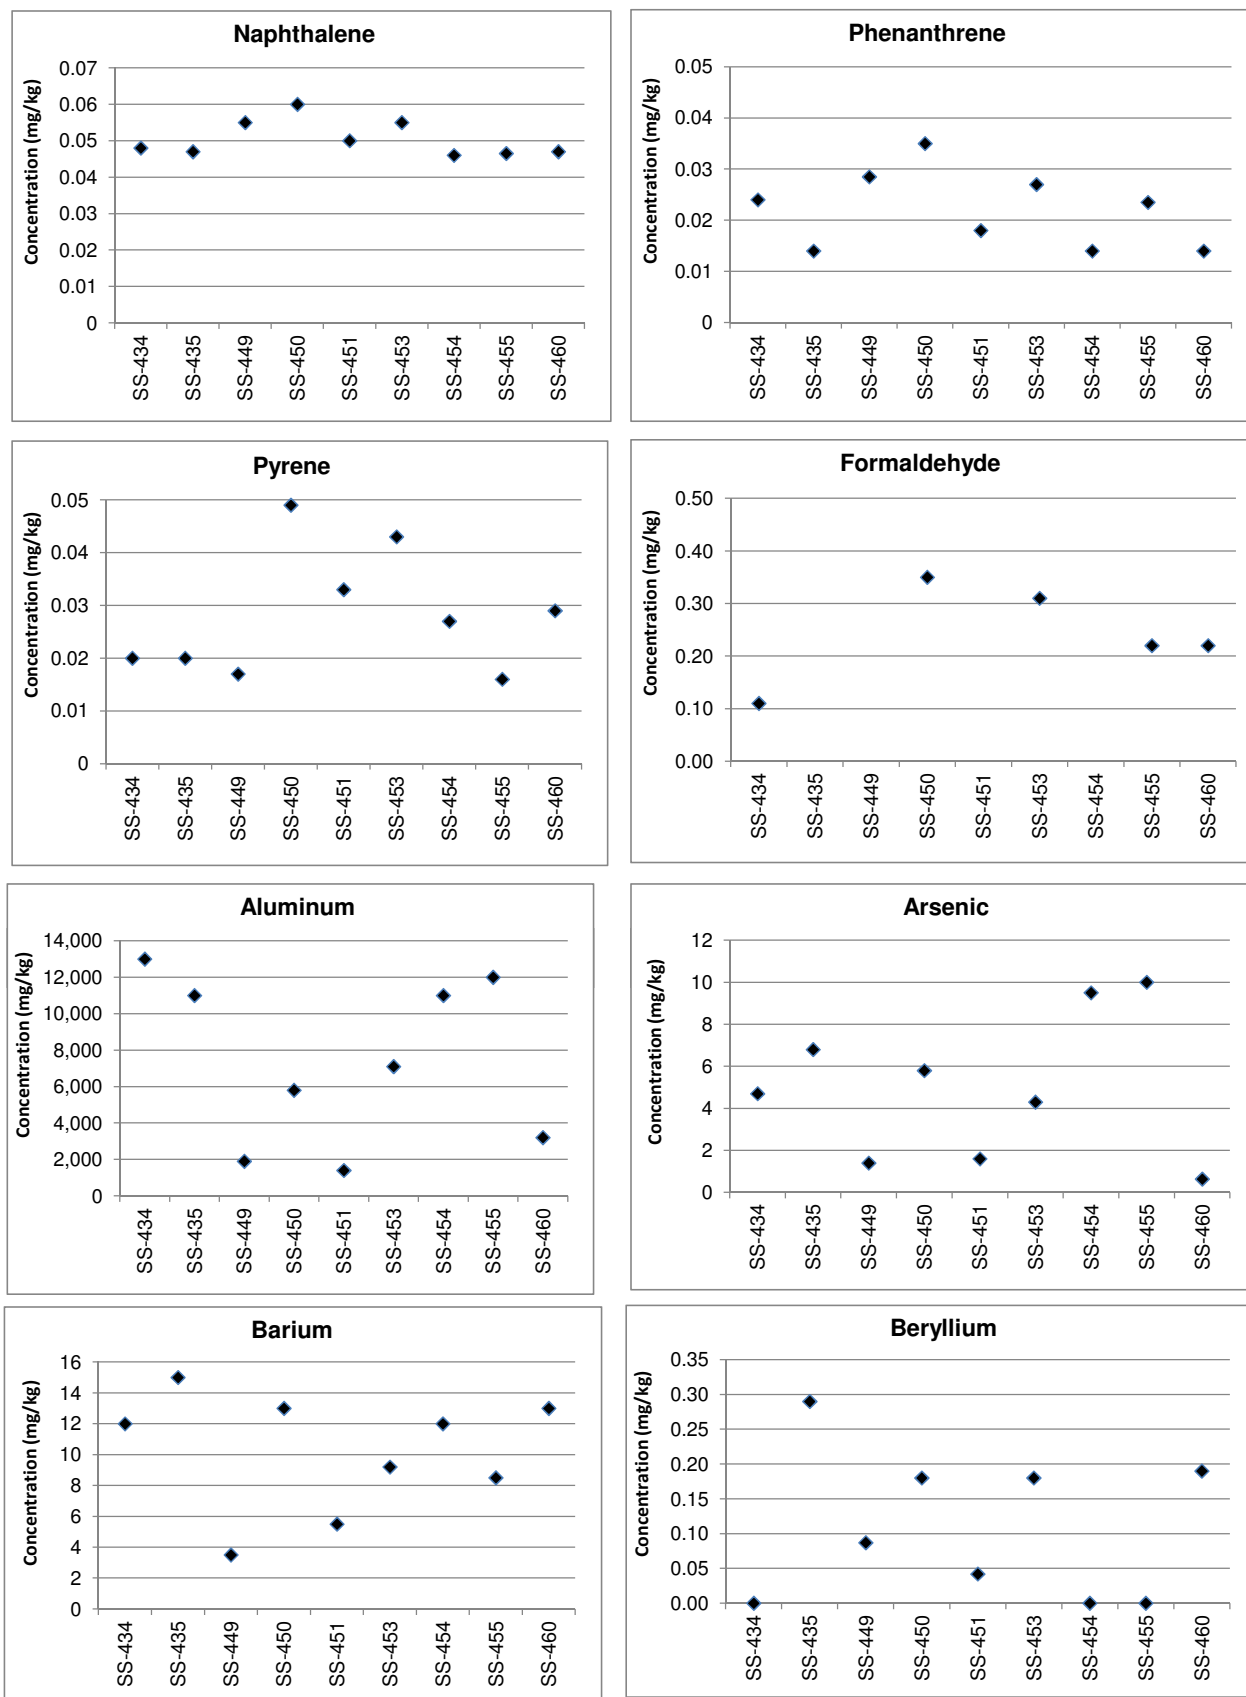 Naphthalene
Concentration (mg/kg)
0.07
0.06
0.05
0.04
0.03
0.02
0.01
0
SS-434
SS-435
SS-449
SS-450
SS-451
SS-453
SS-454
SS-455
SS-460
Phenanthrene
Concentration (mg/kg)
0.05
0.04
0.03
0.02
0.01
0
SS-434
SS-435
SS-449
SS-450
SS-451
SS-453
SS-454
SS-455
SS-460
Pyrene
Concentration (mg/kg)
0.05
0.04
0.03
0.02
0.01
0
SS-434
SS-435
SS-449
SS-450
SS-451
SS-453
SS-454
SS-455
SS-460
Formaldehyde
Concentration (mg/kg)
0.50
0.40
0.30
0.20
0.10
0.00
SS-434
SS-435
SS-449
SS-450
SS-451
SS-453
SS-454
SS-455
SS-460
Aluminum
Concentration (mg/kg)
14,000
12,000
10,000
8,000
6,000
4,000
2,000
0
SS-434
SS-435
SS-449
SS-450
SS-451
SS-453
SS-454
SS-455
SS-460
Arsenic
Concentration (mg/kg)
12
10
8
6
4
2
0
SS-434
SS-435
SS-449
SS-450
SS-451
SS-453
SS-454
SS-455
SS-460
Barium
Concentration (mg/kg)
16
14
12
10
8
6
4
2
0
SS-434
SS-435
SS-449
SS-450
SS-451
SS-453
SS-454
SS-455
SS-460
Beryllium
Concentration (mg/kg)
0.35
0.30
0.25
0.20
0.15
0.10
0.05
0.00
SS-434
SS-435
SS-449
SS-450
SS-451
SS-453
SS-454
SS-455
SS-460